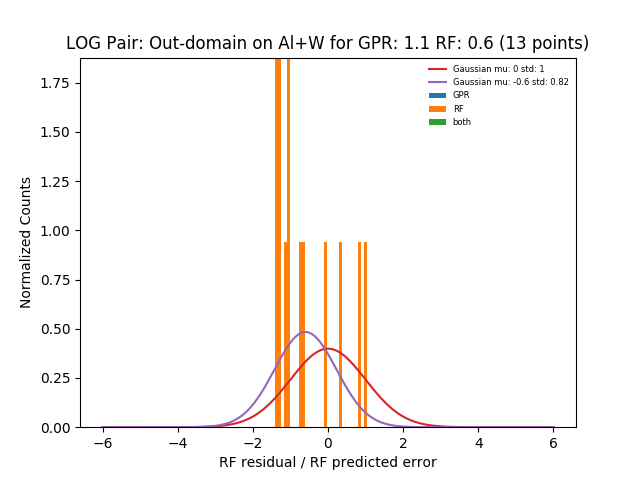 LOG Pair: Out-domain on Al+W for GPR: 1.1 RF: 0.6 (13 points)
Gaussian mu: 0 std: 1
Gaussian mu: -0.6 std: 0.82
GPR
RF
both
Normalized Counts
1.75
1.50
1.25
1.00
0.75
0.50
0.25
0.00
−6 −4 −2 0 2 4 6
RF residual / RF predicted error